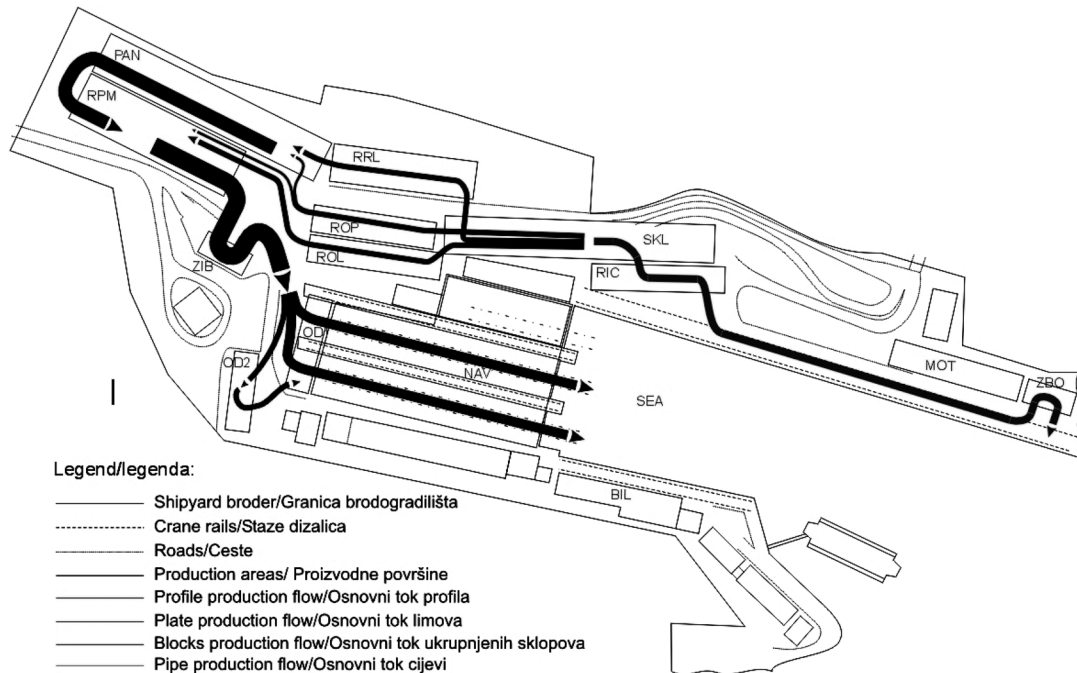 PAN
RPM
RRL
ROP
ROL
SKL
RIC
ZIB
OD
OD2
NAV
SEA
MOT
ZBO
BIL
Legend/legenda:
Shipyard broder/Granica brodogradilišta
Crane rails/Staze dizalica
Roads/Ceste
Production areas/ Proizvodne površine
Profile production flow/Osnovni tok profila
Plate production flow/Osnovni tok limova
Blocks production flow/Osnovni tok ukrupnjenih sklopova
Pipe production flow/Osnovni tok cijevi